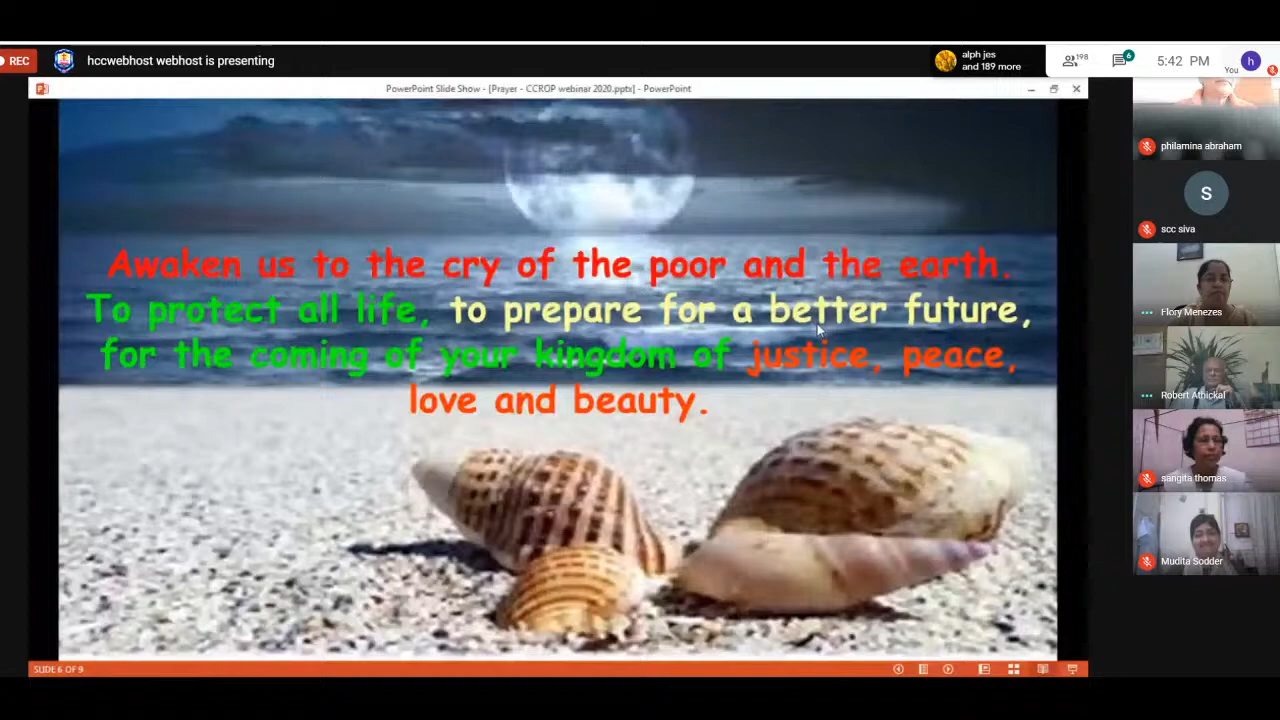 REC
hccwebhost webhost is presenting
alph jes
and 189 more
198
6
5:42 PM
You
h
PowerPoint Slide Show - [Prayer - CCROP webinar 2020.pptx] - PowerPoint
Awaken us to the cry of the poor and the earth.
To protect all life, to prepare for a better future,
for the coming of your kingdom of justice, peace,
love and beauty.
philamina abraham
S
scc siva
Flory Menezes
Robert Athickal
sangita thomas
Mudita Sodder
SLIDE 6 OF 9